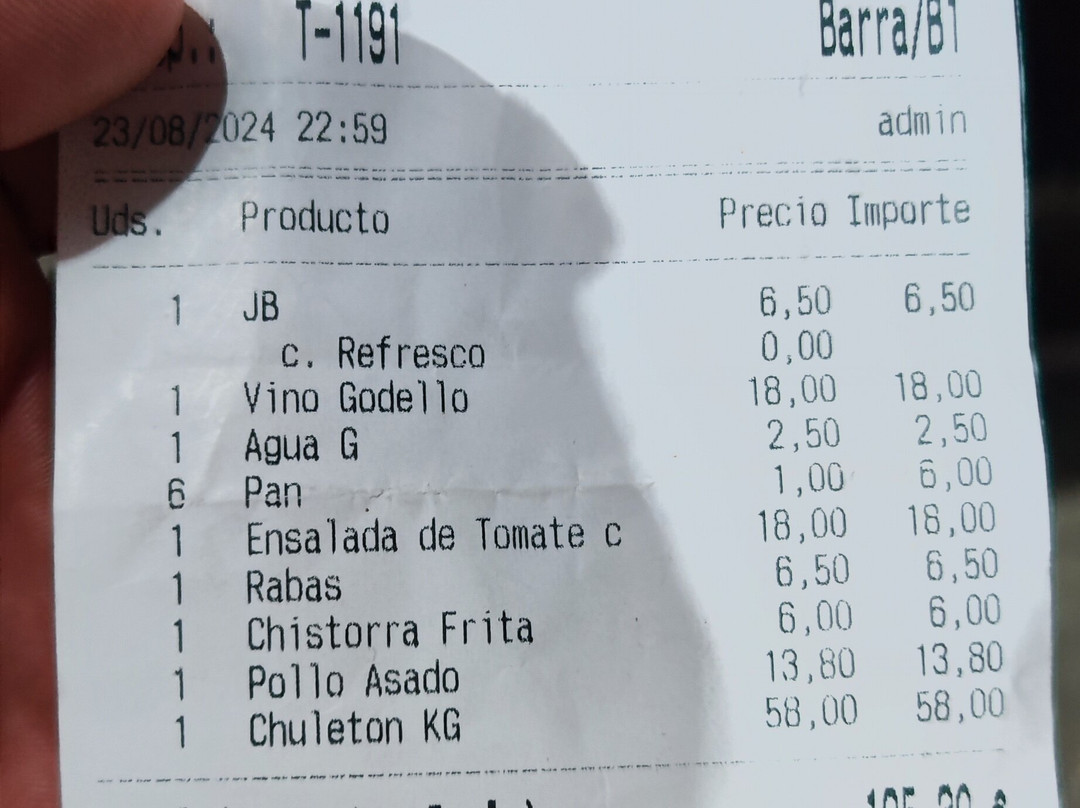 T-1191 Barra/B1
23/08/2024 22:59 admin
Uds. Producto Precio Importe
1 JB 6,50 6,50
c. Refresco 0,00
1 Vino Godello 18,00 18,00
1 Agua G 2,50 2,50
6 Pan 1,00 6,00
1 Ensalada de Tomate c 18,00 18,00
1 Rabas 6,50 6,50
1 Chistorra Frita 6,00 6,00
1 Pollo Asado 13,80 13,80
1 Chuleton KG 58,00 58,00